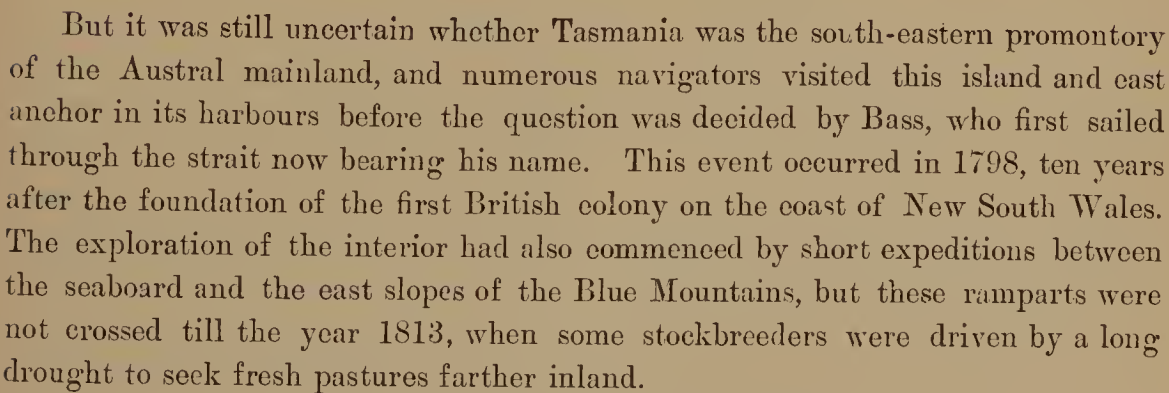 But it was still uncertain whether Tasmania was the south-eastern promontory
of the Austral mainland, and numerous navigators visited this island and cast
anchor in its harbours before the question was decided by Bass, who first sailed
through the strait now bearing his name. This event occurred in 1798, ten years
after the foundation of the first British colony on the coast of New South Wales.
The exploration of the interior had also commenced by short expeditions between
the seaboard and the east slopes of the Blue Mountains, but these ramparts were
not crossed till the year 1813, when some stockbreeders were driven by a long
drought to seek fresh pastures farther inland.